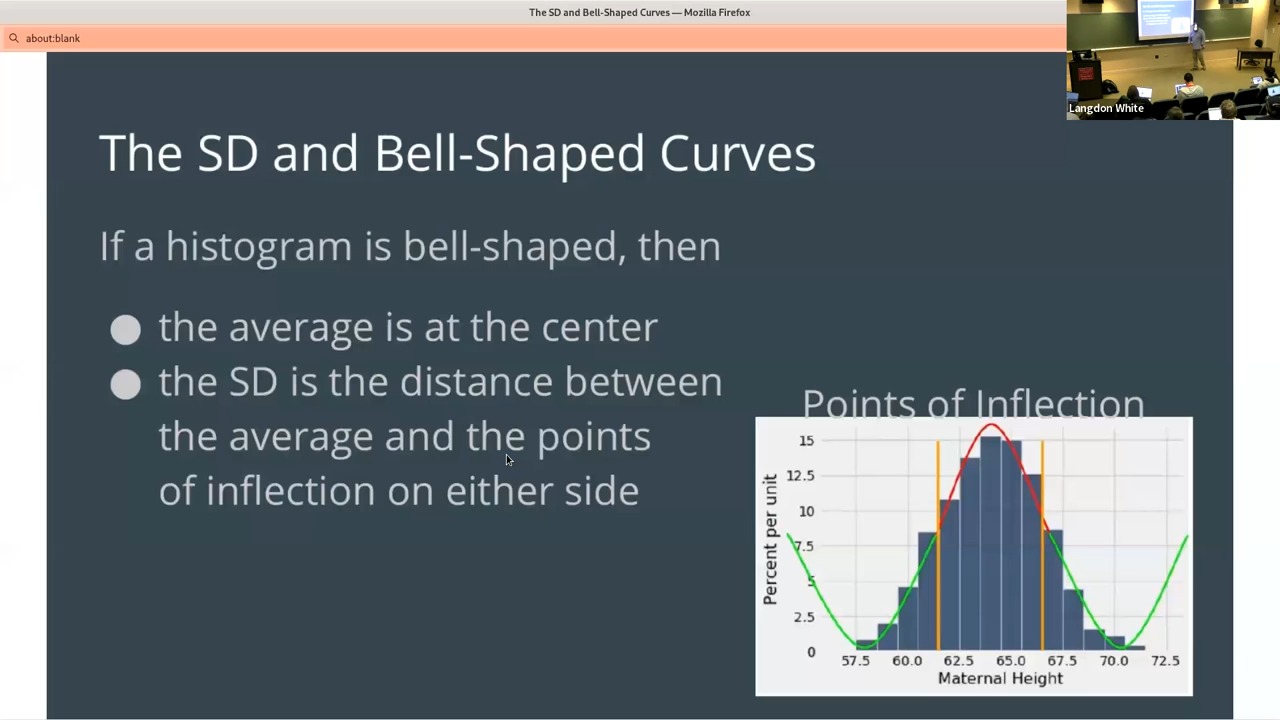 The SD and Bell-Shaped Curves — Mozilla Firefox
about:blank
Langdon White
The SD and Bell-Shaped Curves
If a histogram is bell-shaped, then
● the average is at the center
● the SD is the distance between
the average and the points
of inflection on either side
Points of Inflection
Percent per unit
15
12.5
10
7.5
5
2.5
0
57.5 60.0 62.5 65.0 67.5 70.0 72.5
Maternal Height